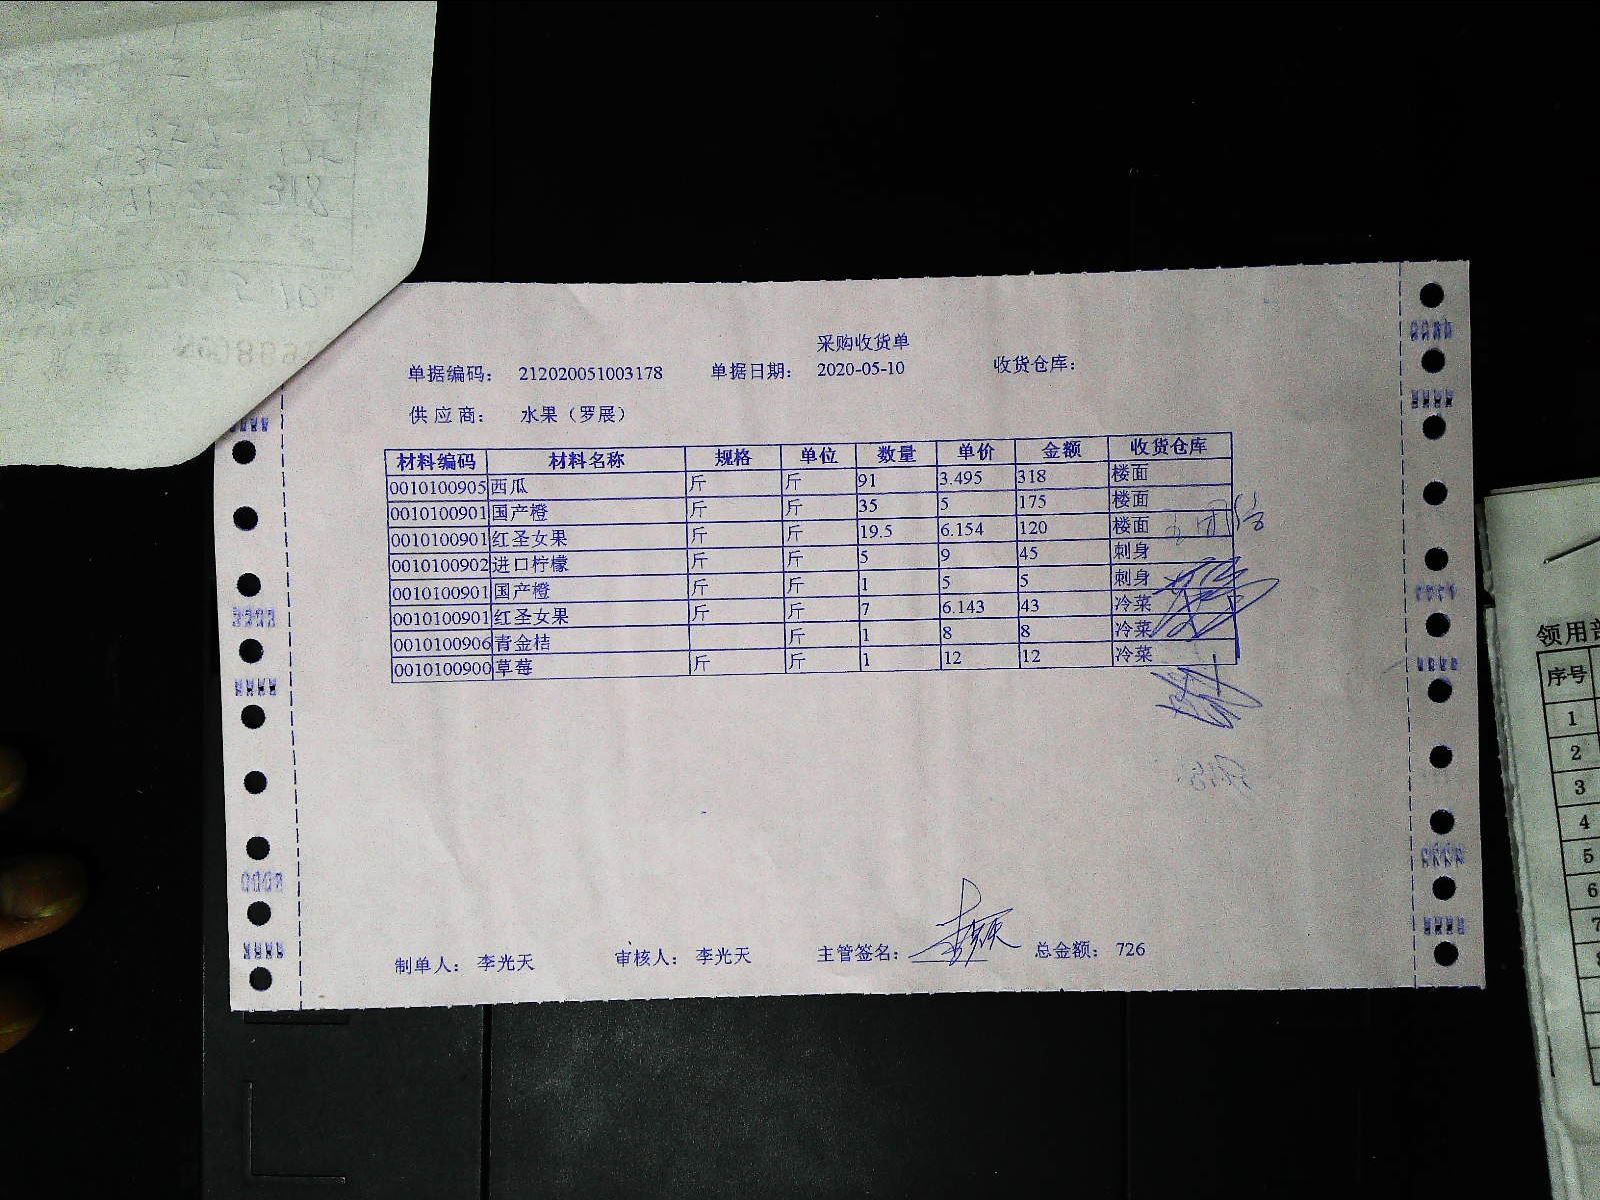 采购收货单
单据编码： 212020051003178 单据日期： 2020-05-10 收货仓库：
供应商： 水果（罗展）
材料编码 材料名称 规格 单位 数量 单价 金额 收货仓库
0010100905 西瓜 斤 斤 91 3.495 318 楼面
0010100901 国产橙 斤 斤 35 5 175 楼面
0010100901 红圣女果 斤 斤 19.5 6.154 120 楼面
0010100902 进口柠檬 斤 斤 5 9 45 刺身
0010100901 国产橙 斤 斤 1 5 5 刺身
0010100901 红圣女果 斤 斤 7 6.143 43 冷菜
0010100906 青金桔 斤 1 8 8 冷菜
0010100900 草莓 斤 斤 1 12 12 冷菜
制单人： 李光天 审核人： 李光天 主管签名： 总金额： 726
领用
序号
1
2
3
4
5
6
7